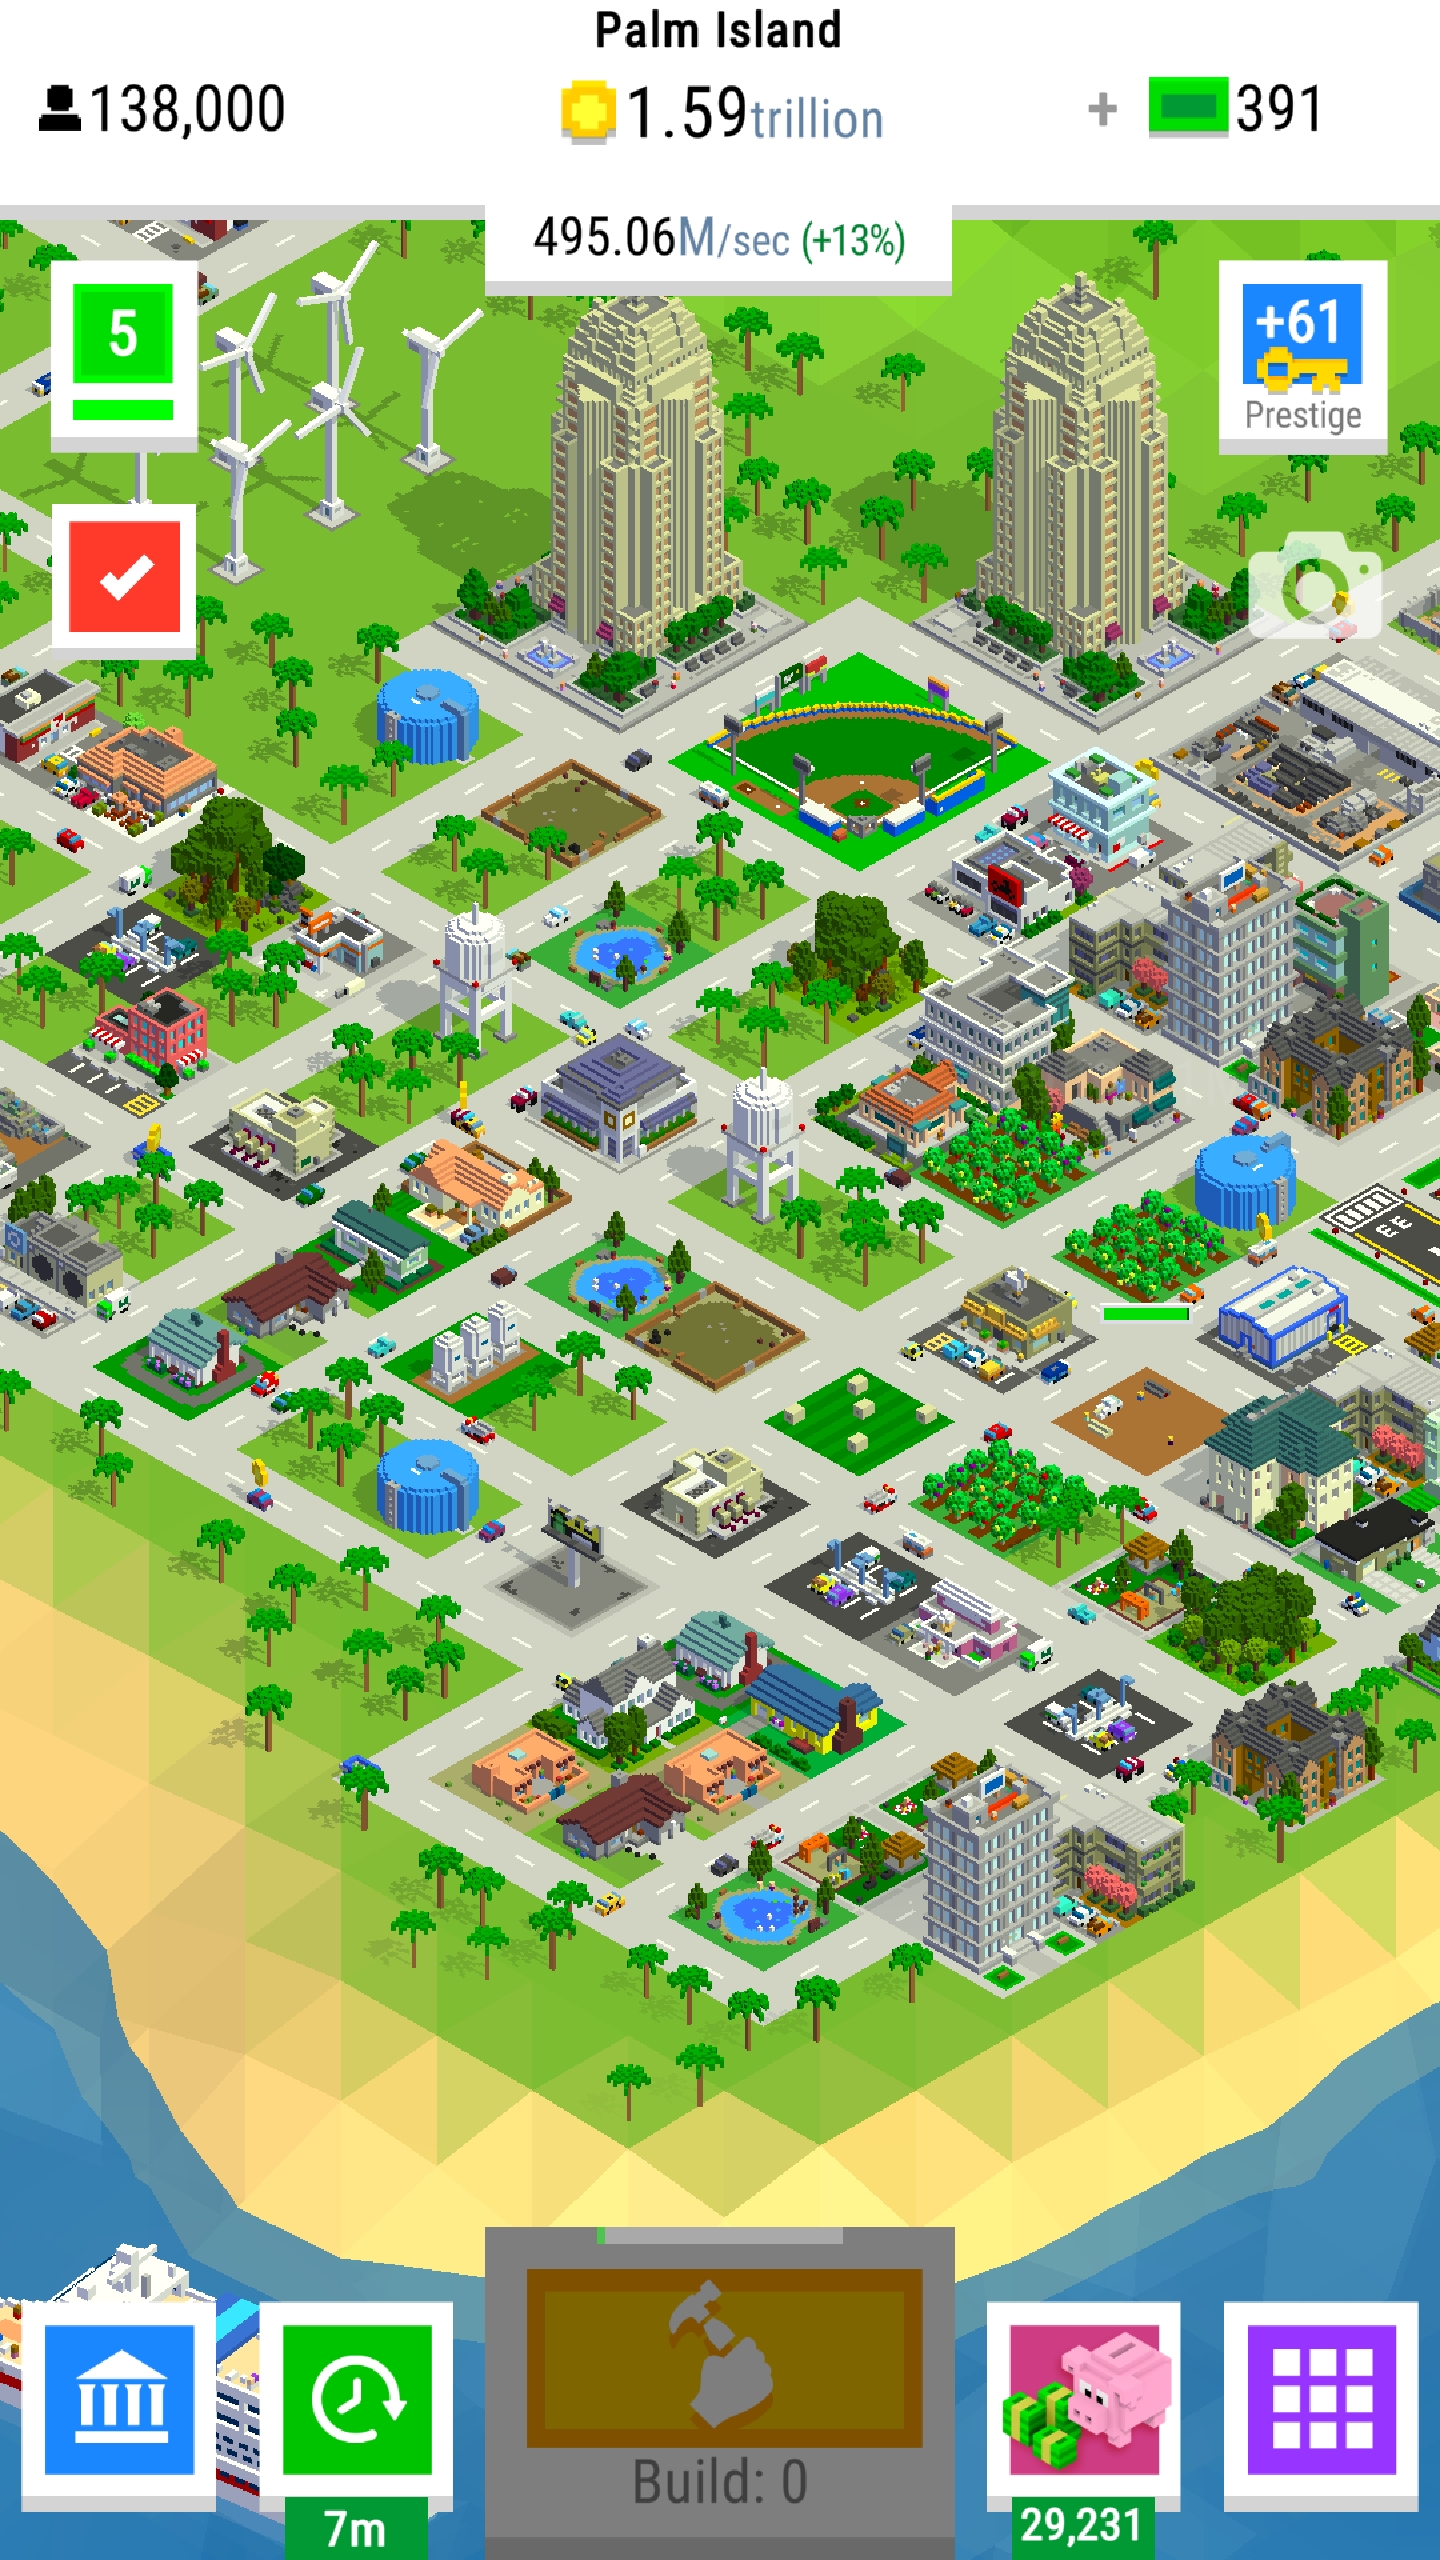 Palm Island
138,000
1.59trillion
+ 391
495.06M/sec (+13%)
5
+61
Prestige
Build: 0
7m
29,231